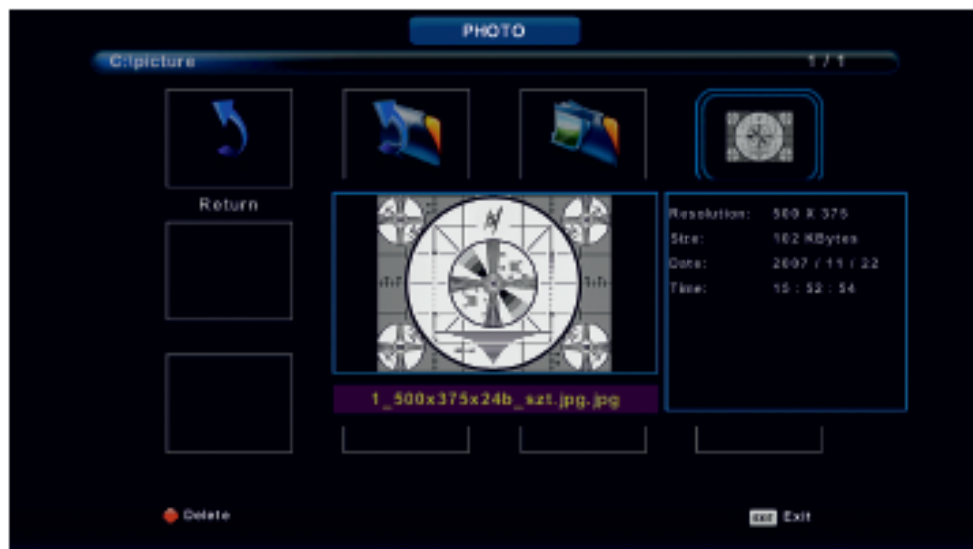 PHOTO
C:\picture 1 / 1
Return
Resolution: 500 X 375
Size: 102 KBytes
Date: 2007 / 11 / 22
Time: 15 : 52 : 54
1_500x375x24b_szt.jpg.jpg
Delete
EXIT Exit